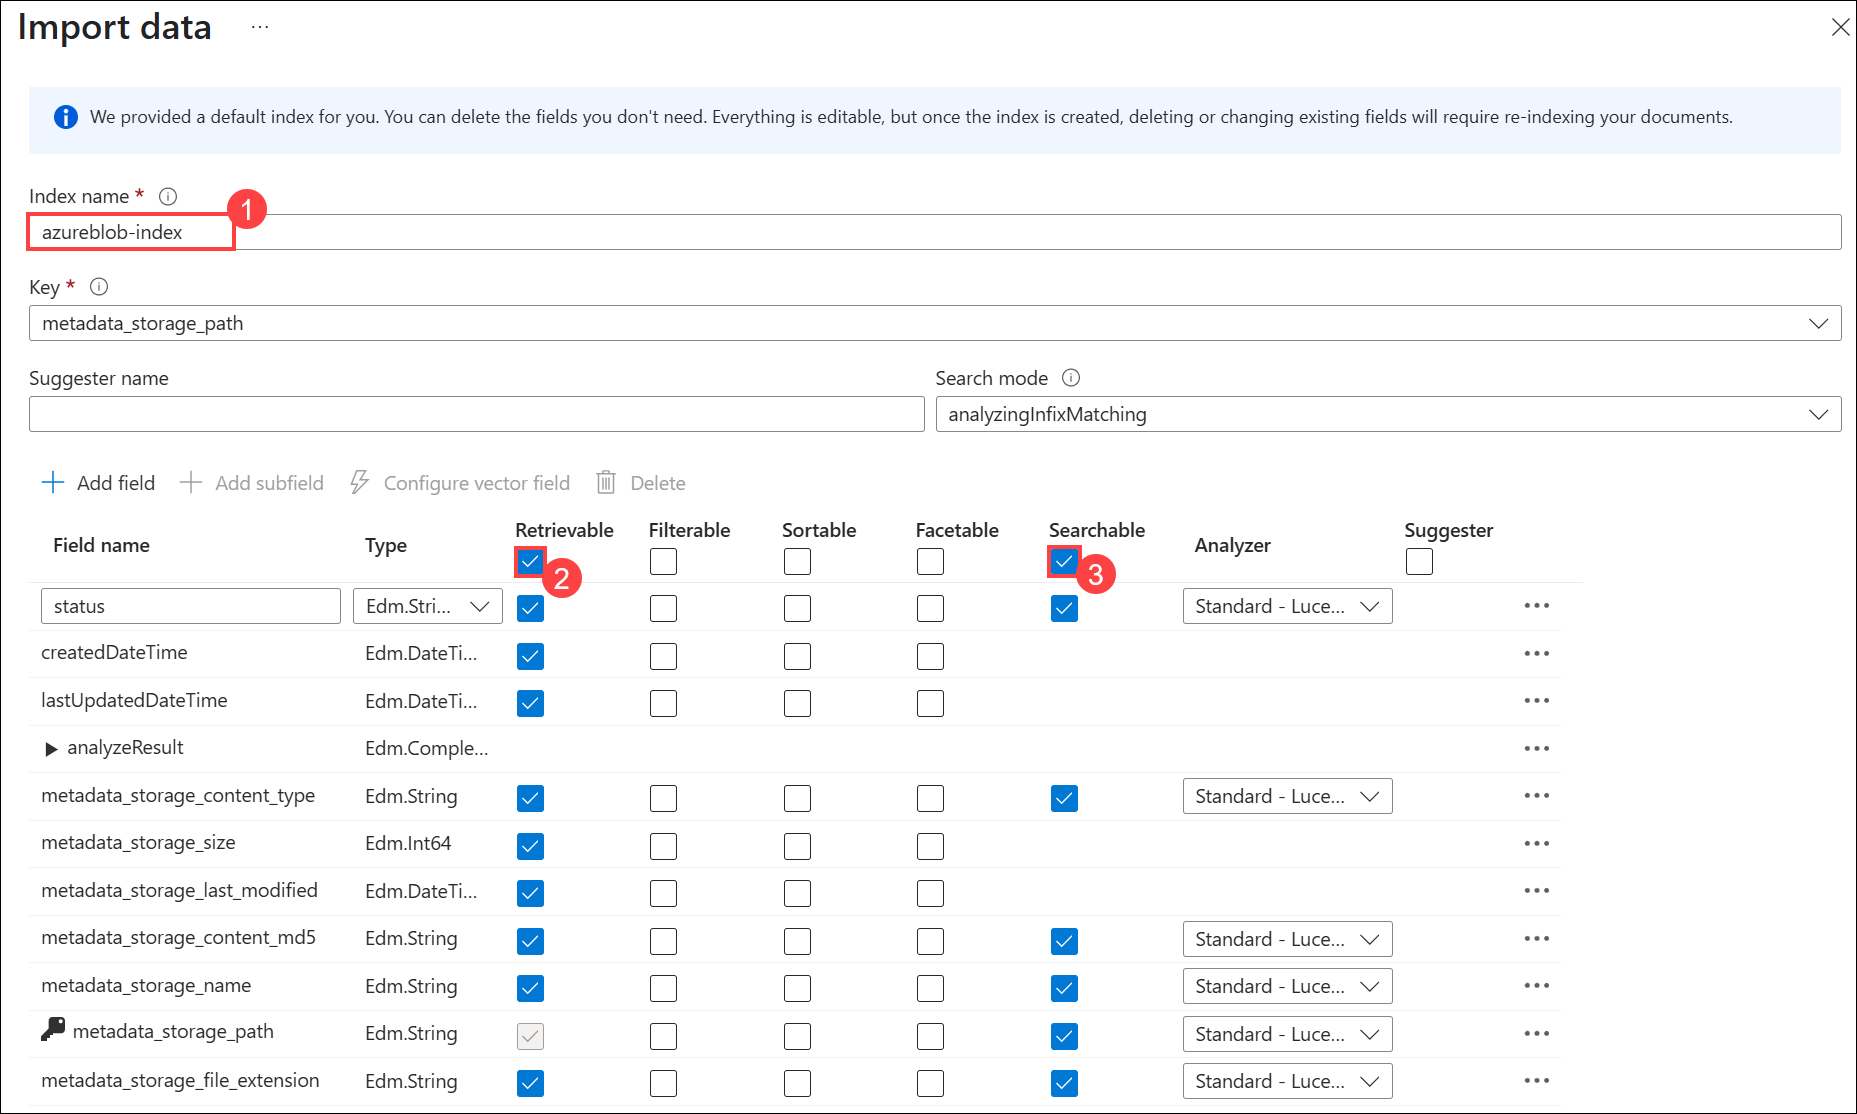 Import data ...
We provided a default index for you. You can delete the fields you don't need. Everything is editable, but once the index is created, deleting or changing existing fields will require re-indexing your documents.
Index name *
1
azureblob-index
Key *
metadata_storage_path
Suggester name Search mode
analyzingInfixMatching
Add field Add subfield Configure vector field Delete
Field name Type Retrievable Filterable Sortable Facetable Searchable Analyzer Suggester
2 3
status Edm.Stri... Standard - Luce...
createdDateTime Edm.DateTi...
lastUpdatedDateTime Edm.DateTi...
analyzeResult Edm.Comple...
metadata_storage_content_type Edm.String Standard - Luce...
metadata_storage_size Edm.Int64
metadata_storage_last_modified Edm.DateTi...
metadata_storage_content_md5 Edm.String Standard - Luce...
metadata_storage_name Edm.String Standard - Luce...
metadata_storage_path Edm.String Standard - Luce...
metadata_storage_file_extension Edm.String Standard - Luce...